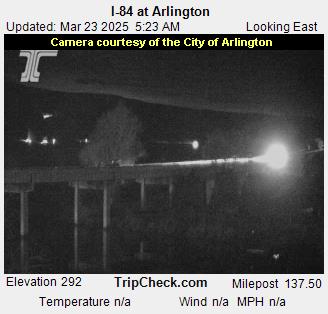 I-84 at Arlington
Updated: Mar 23 2025 5:23 AM Looking East
Camera courtesy of the City of Arlington
Elevation 292 TripCheck.com Milepost 137.50
Temperature n/a Wind n/a MPH n/a